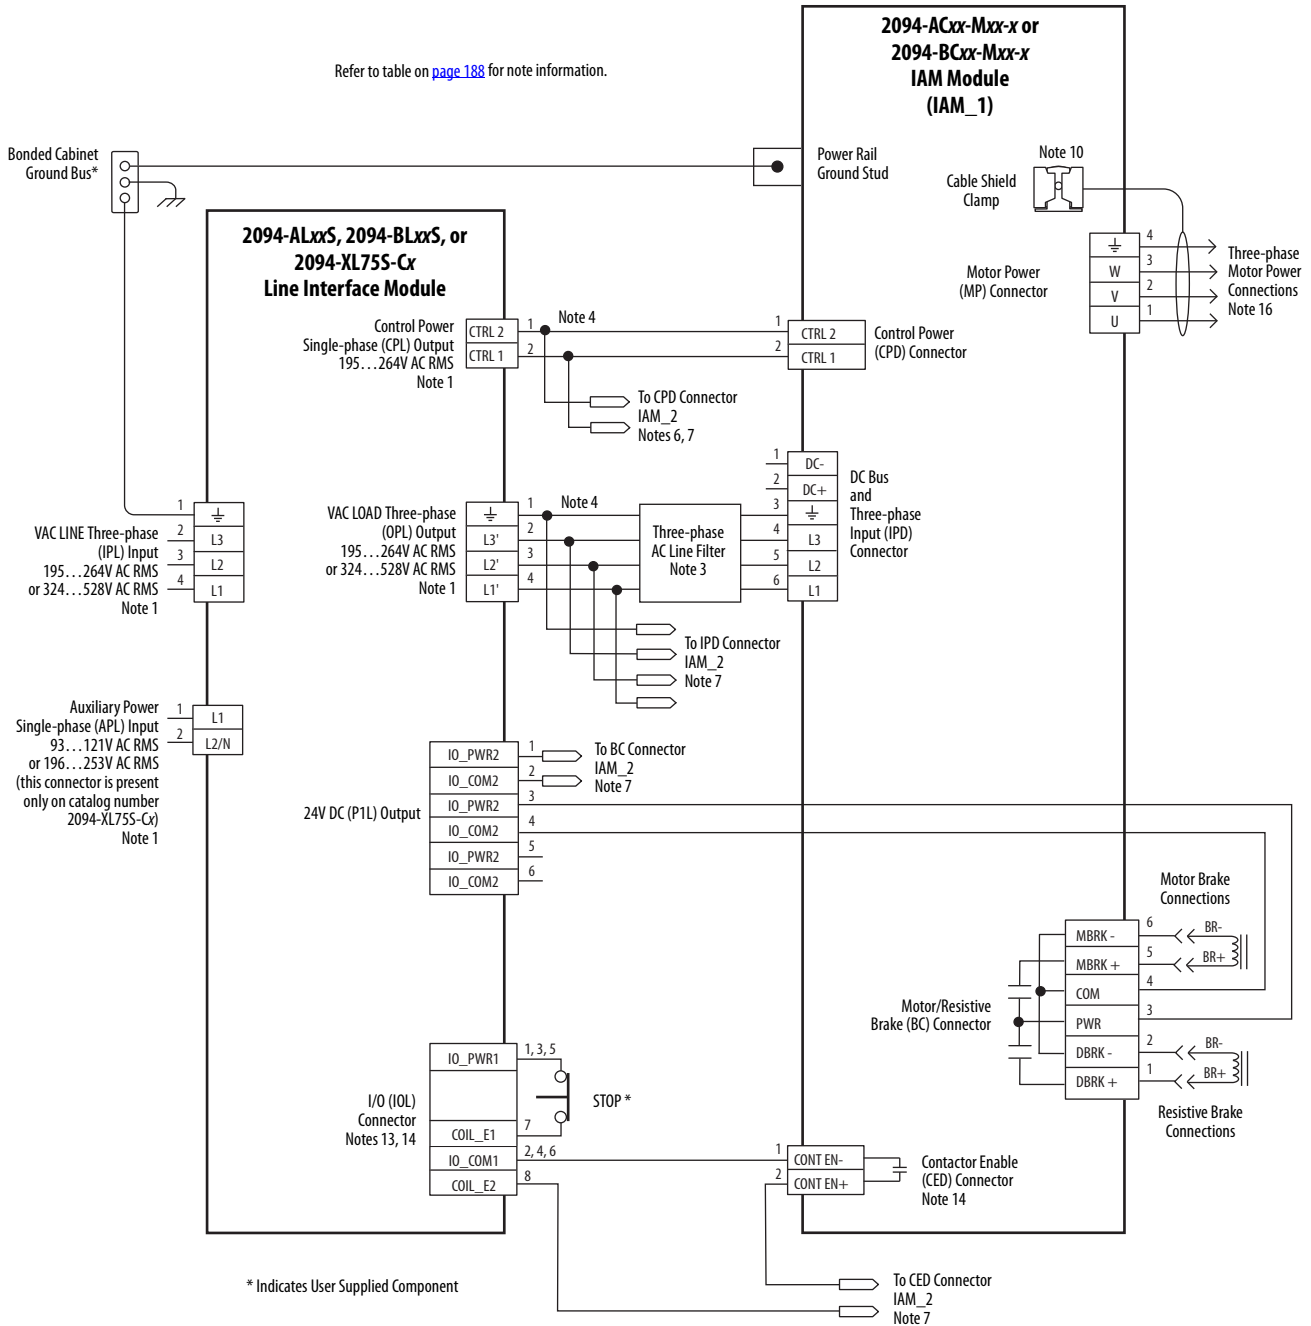 2094-ACxx-Mxx-x or
2094-BCxx-Mxx-x
IAM Module
(IAM_1)
Refer to table on page 188 for note information.
Bonded Cabinet
Ground Bus*
Power Rail
Ground Stud
Note 10
Cable Shield
Clamp
2094-ALxxS, 2094-BLxxS, or
2094-XL75S-Cx
Line Interface Module
Motor Power
(MP) Connector
4
W
3
V
2
U
1
Three-phase
Motor Power
Connections
Note 16
Control Power
Single-phase (CPL) Output
195…264V AC RMS
Note 1
CTRL 2
1
CTRL 1
2
Note 4
1
CTRL 2
2
CTRL 1
Control Power
(CPD) Connector
To CPD Connector
IAM_2
Notes 6, 7
VAC LINE Three-phase
(IPL) Input
195…264V AC RMS
or 324…528V AC RMS
Note 1
1
2
L3
3
L2
4
L1
VAC LOAD Three-phase
(OPL) Output
195…264V AC RMS
or 324…528V AC RMS
Note 1
1
L3'
2
L2'
3
L1'
4
Note 4
Three-phase
AC Line Filter
Note 3
1
DC-
2
DC+
3
4
L3
5
L2
6
L1
DC Bus
and
Three-phase
Input (IPD)
Connector
To IPD Connector
IAM_2
Note 7
Auxiliary Power
Single-phase (APL) Input
93…121V AC RMS
or 196…253V AC RMS
(this connector is present
only on catalog number
2094-XL75S-Cx)
Note 1
1
L1
2
L2/N
24V DC (P1L) Output
IO_PWR2
1
IO_COM2
2
IO_PWR2
3
IO_COM2
4
IO_PWR2
5
IO_COM2
6
To BC Connector
IAM_2
Note 7
Motor Brake
Connections
Motor/Resistive
Brake (BC) Connector
MBRK -
6
BR-
MBRK +
5
BR+
COM
4
PWR
3
DBRK -
2
BR-
DBRK +
1
BR+
Resistive Brake
Connections
I/O (IOL)
Connector
Notes 13, 14
IO_PWR1
1, 3, 5
COIL_E1
7
IO_COM1
2, 4, 6
COIL_E2
8
STOP *
1
CONT EN-
2
CONT EN+
Contactor Enable
(CED) Connector
Note 14
* Indicates User Supplied Component
To CED Connector
IAM_2
Note 7